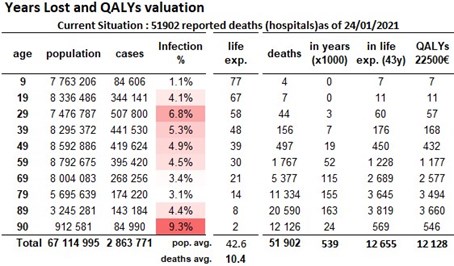 Years Lost and QALYs valuation
Current Situation : 51902 reported deaths (hospitals)as of 24/01/2021
age population cases Infection % life exp. deaths in years (x1000) in life exp. (43y) QALYs 22500€
9 7 763 206 84 606 1.1% 77 4 0 7 7
19 8 336 486 344 141 4.1% 67 7 0 11 11
29 7 476 787 507 800 6.8% 58 44 3 60 57
39 8 295 372 441 530 5.3% 48 156 7 176 168
49 8 592 886 419 624 4.9% 39 497 19 450 432
59 8 792 675 395 420 4.5% 30 1 767 52 1 228 1 177
69 8 004 083 268 256 3.4% 21 5 377 115 2 689 2 577
79 5 695 639 174 220 3.1% 14 11 334 155 3 645 3 494
89 3 245 281 143 184 4.4% 8 20 590 163 3 819 3 660
90 912 581 84 990 9.3% 2 12 126 24 569 546
Total 67 114 995 2 863 771 pop. avg. 42.6 51 902 539 12 655 12 128
deaths avg. 10.4